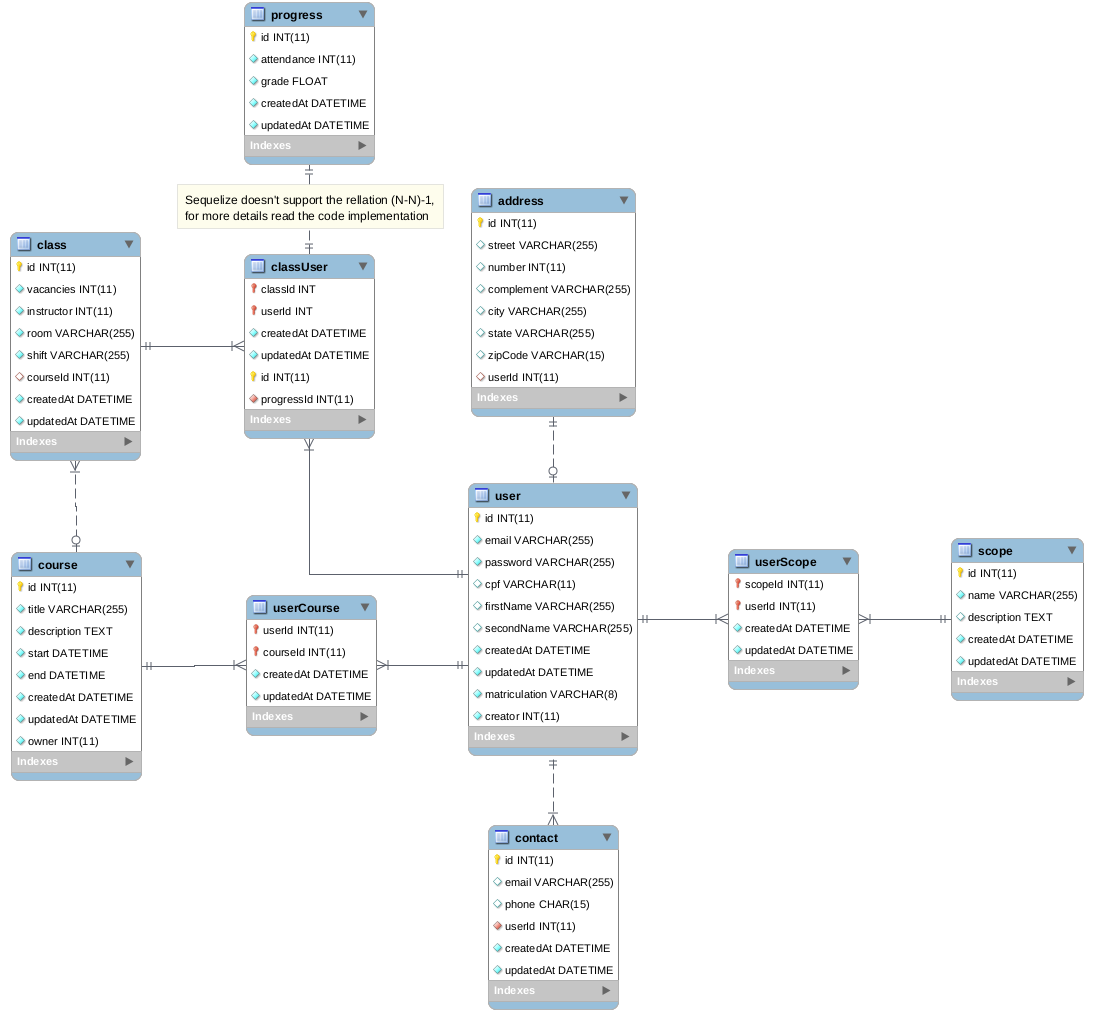 progress
id INT(11)
attendance INT(11)
grade FLOAT
createdAt DATETIME
updatedAt DATETIME
Indexes
Sequelize doesn't support the rellation (N-N)-1,
for more details read the code implementation
class
id INT(11)
vacancies INT(11)
instructor INT(11)
room VARCHAR(255)
shift VARCHAR(255)
courseId INT(11)
createdAt DATETIME
updatedAt DATETIME
Indexes
classUser
classId INT
userId INT
createdAt DATETIME
updatedAt DATETIME
id INT(11)
progressId INT(11)
Indexes
address
id INT(11)
street VARCHAR(255)
number INT(11)
complement VARCHAR(255)
city VARCHAR(255)
state VARCHAR(255)
zipCode VARCHAR(15)
userId INT(11)
Indexes
course
id INT(11)
title VARCHAR(255)
description TEXT
start DATETIME
end DATETIME
createdAt DATETIME
updatedAt DATETIME
owner INT(11)
Indexes
userCourse
userId INT(11)
courseId INT(11)
createdAt DATETIME
updatedAt DATETIME
Indexes
user
id INT(11)
email VARCHAR(255)
password VARCHAR(255)
cpf VARCHAR(11)
firstName VARCHAR(255)
secondName VARCHAR(255)
createdAt DATETIME
updatedAt DATETIME
matriculation VARCHAR(8)
creator INT(11)
Indexes
userScope
scopeId INT(11)
userId INT(11)
createdAt DATETIME
updatedAt DATETIME
Indexes
scope
id INT(11)
name VARCHAR(255)
description TEXT
createdAt DATETIME
updatedAt DATETIME
Indexes
contact
id INT(11)
email VARCHAR(255)
phone CHAR(15)
userId INT(11)
createdAt DATETIME
updatedAt DATETIME
Indexes